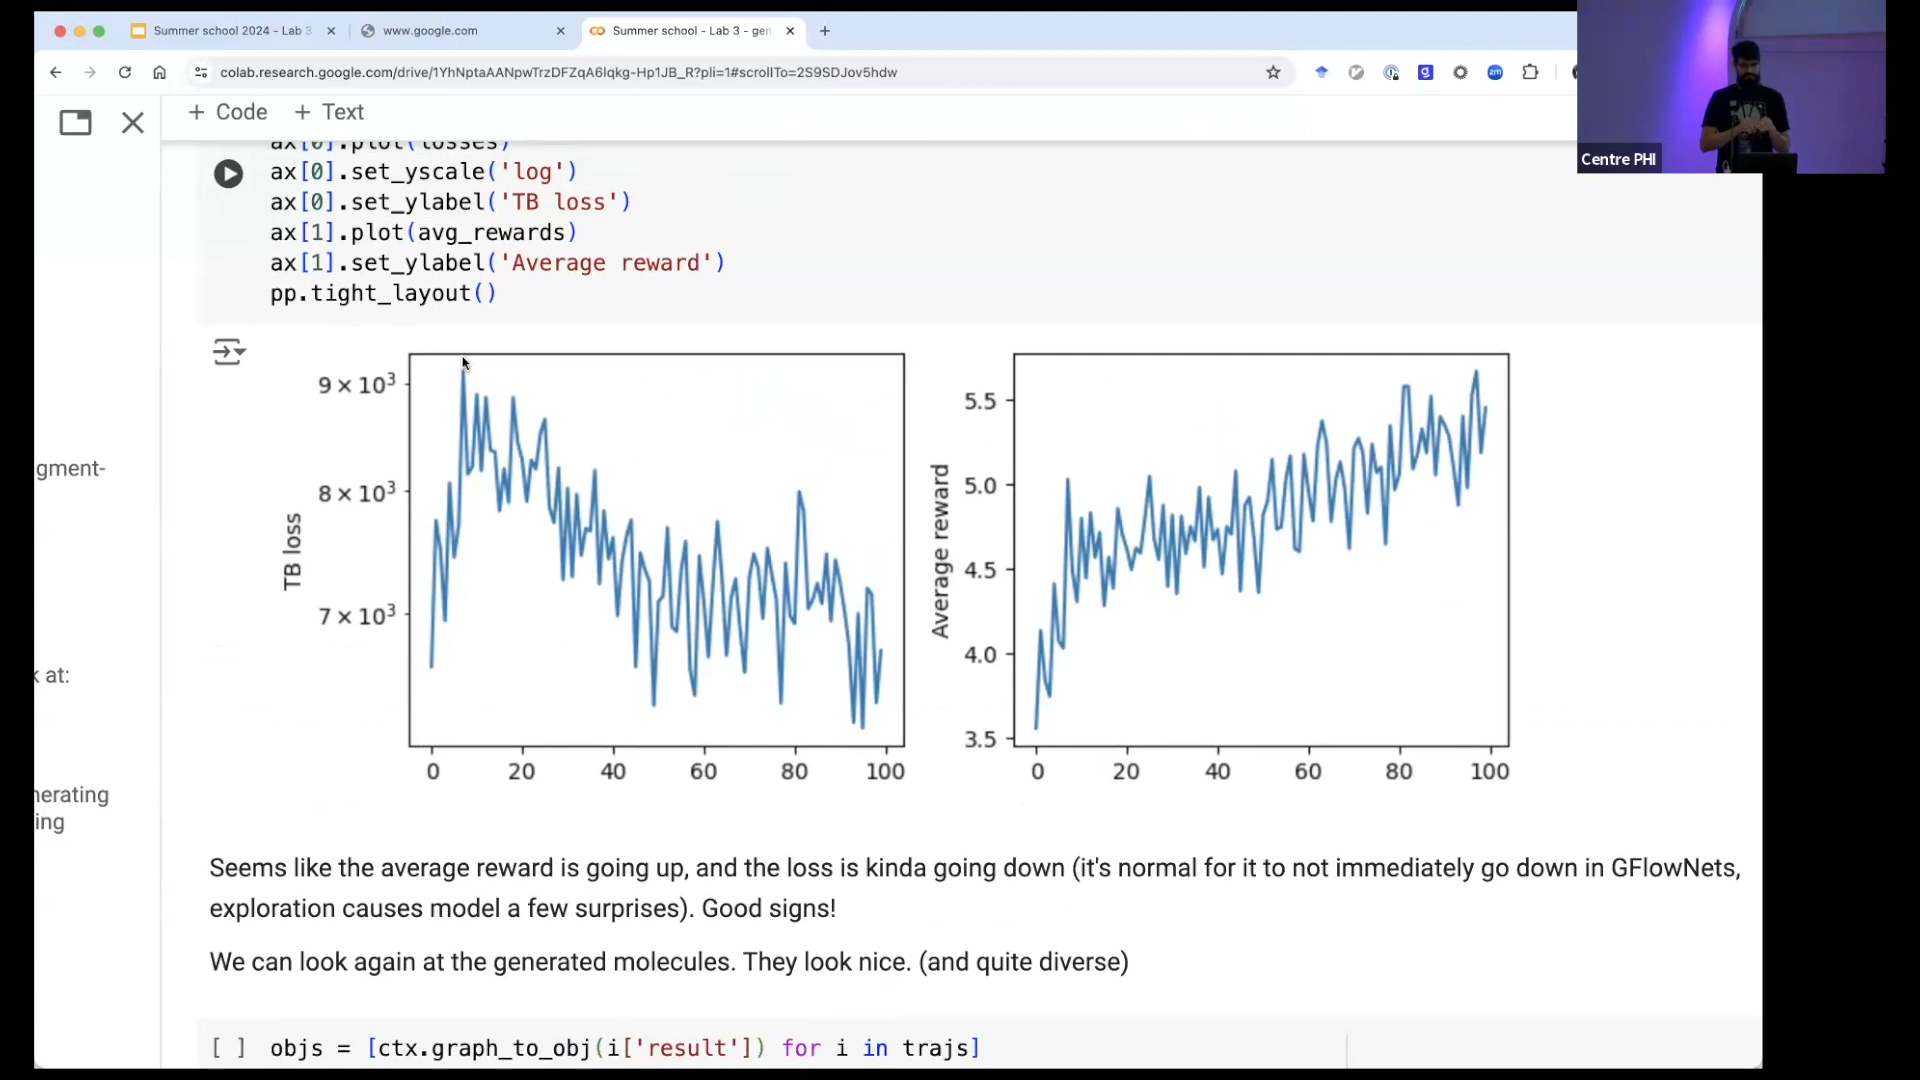 Summer school 2024 - Lab 3
www.google.com
Summer school - Lab 3 - gen
colab.research.google.com/drive/1YhNptaAANpwTrzDFZqA6lqkg-Hp1JB_R?pli=1#scrollTo=2S9SDJov5hdw
Centre PHI
+ Code + Text
ax[0].plot(losses)
ax[0].set_yscale('log')
ax[0].set_ylabel('TB loss')
ax[1].plot(avg_rewards)
ax[1].set_ylabel('Average reward')
pp.tight_layout()
gment-
k at:
nerating
ing
TB loss
9 × 10³
8 × 10³
7 × 10³
0 20 40 60 80 100
Average reward
5.5
5.0
4.5
4.0
3.5
0 20 40 60 80 100
Seems like the average reward is going up, and the loss is kinda going down (it's normal for it to not immediately go down in GFlowNets,
exploration causes model a few surprises). Good signs!
We can look again at the generated molecules. They look nice. (and quite diverse)
[ ] objs = [ctx.graph_to_obj(i['result']) for i in trajs]